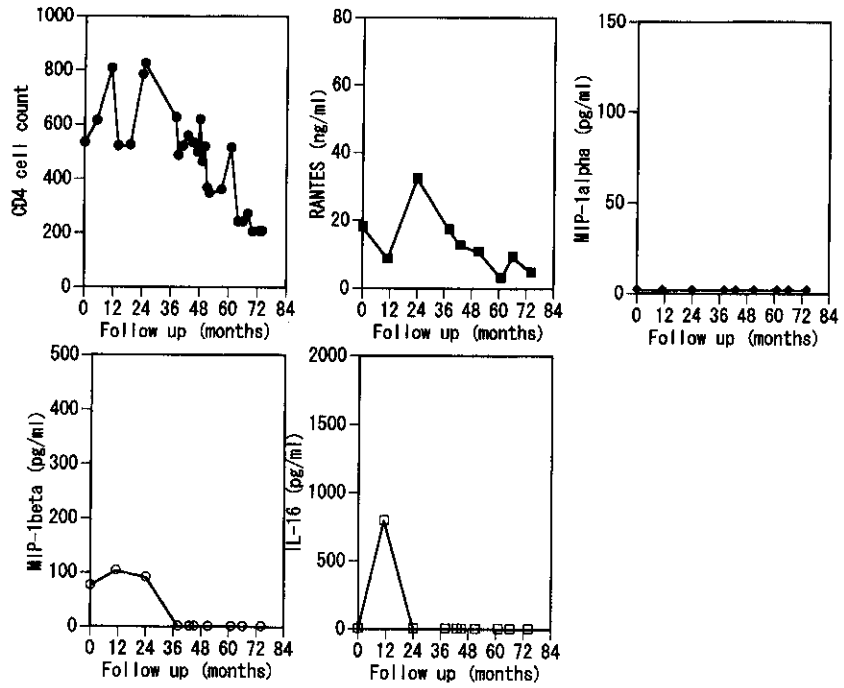 1000
800
600
400
200
0
CD4 cell count
0 12 24 36 48 60 72 84
Follow up (months)
80
60
40
20
0
RANTES (ng/ml)
0 12 24 36 48 60 72 84
Follow up (months)
150
100
50
0
MIP-1alpha (pg/ml)
0 12 24 36 48 60 72 84
Follow up (months)
500
400
300
200
100
0
MIP-1beta (pg/ml)
0 12 24 36 48 60 72 84
Follow up (months)
2000
1500
1000
500
0
IL-16 (pg/ml)
0 12 24 36 48 60 72 84
Follow up (months)